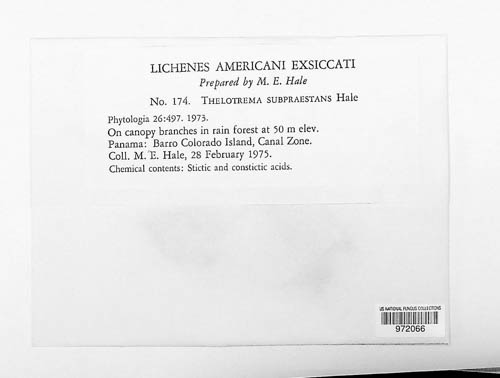 LICHENES AMERICANI EXSICCATI
Prepared by M. E. Hale
No. 174. THELOTREMA SUBPRAESTANS Hale
Phytologia 26:497. 1973.
On canopy branches in rain forest at 50 m elev.
Panama: Barro Colorado Island, Canal Zone.
Coll. M. E. Hale, 28 February 1975.
Chemical contents: Stictic and constictic acids.
US NATIONAL FUNGUS COLLECTIONS
972066